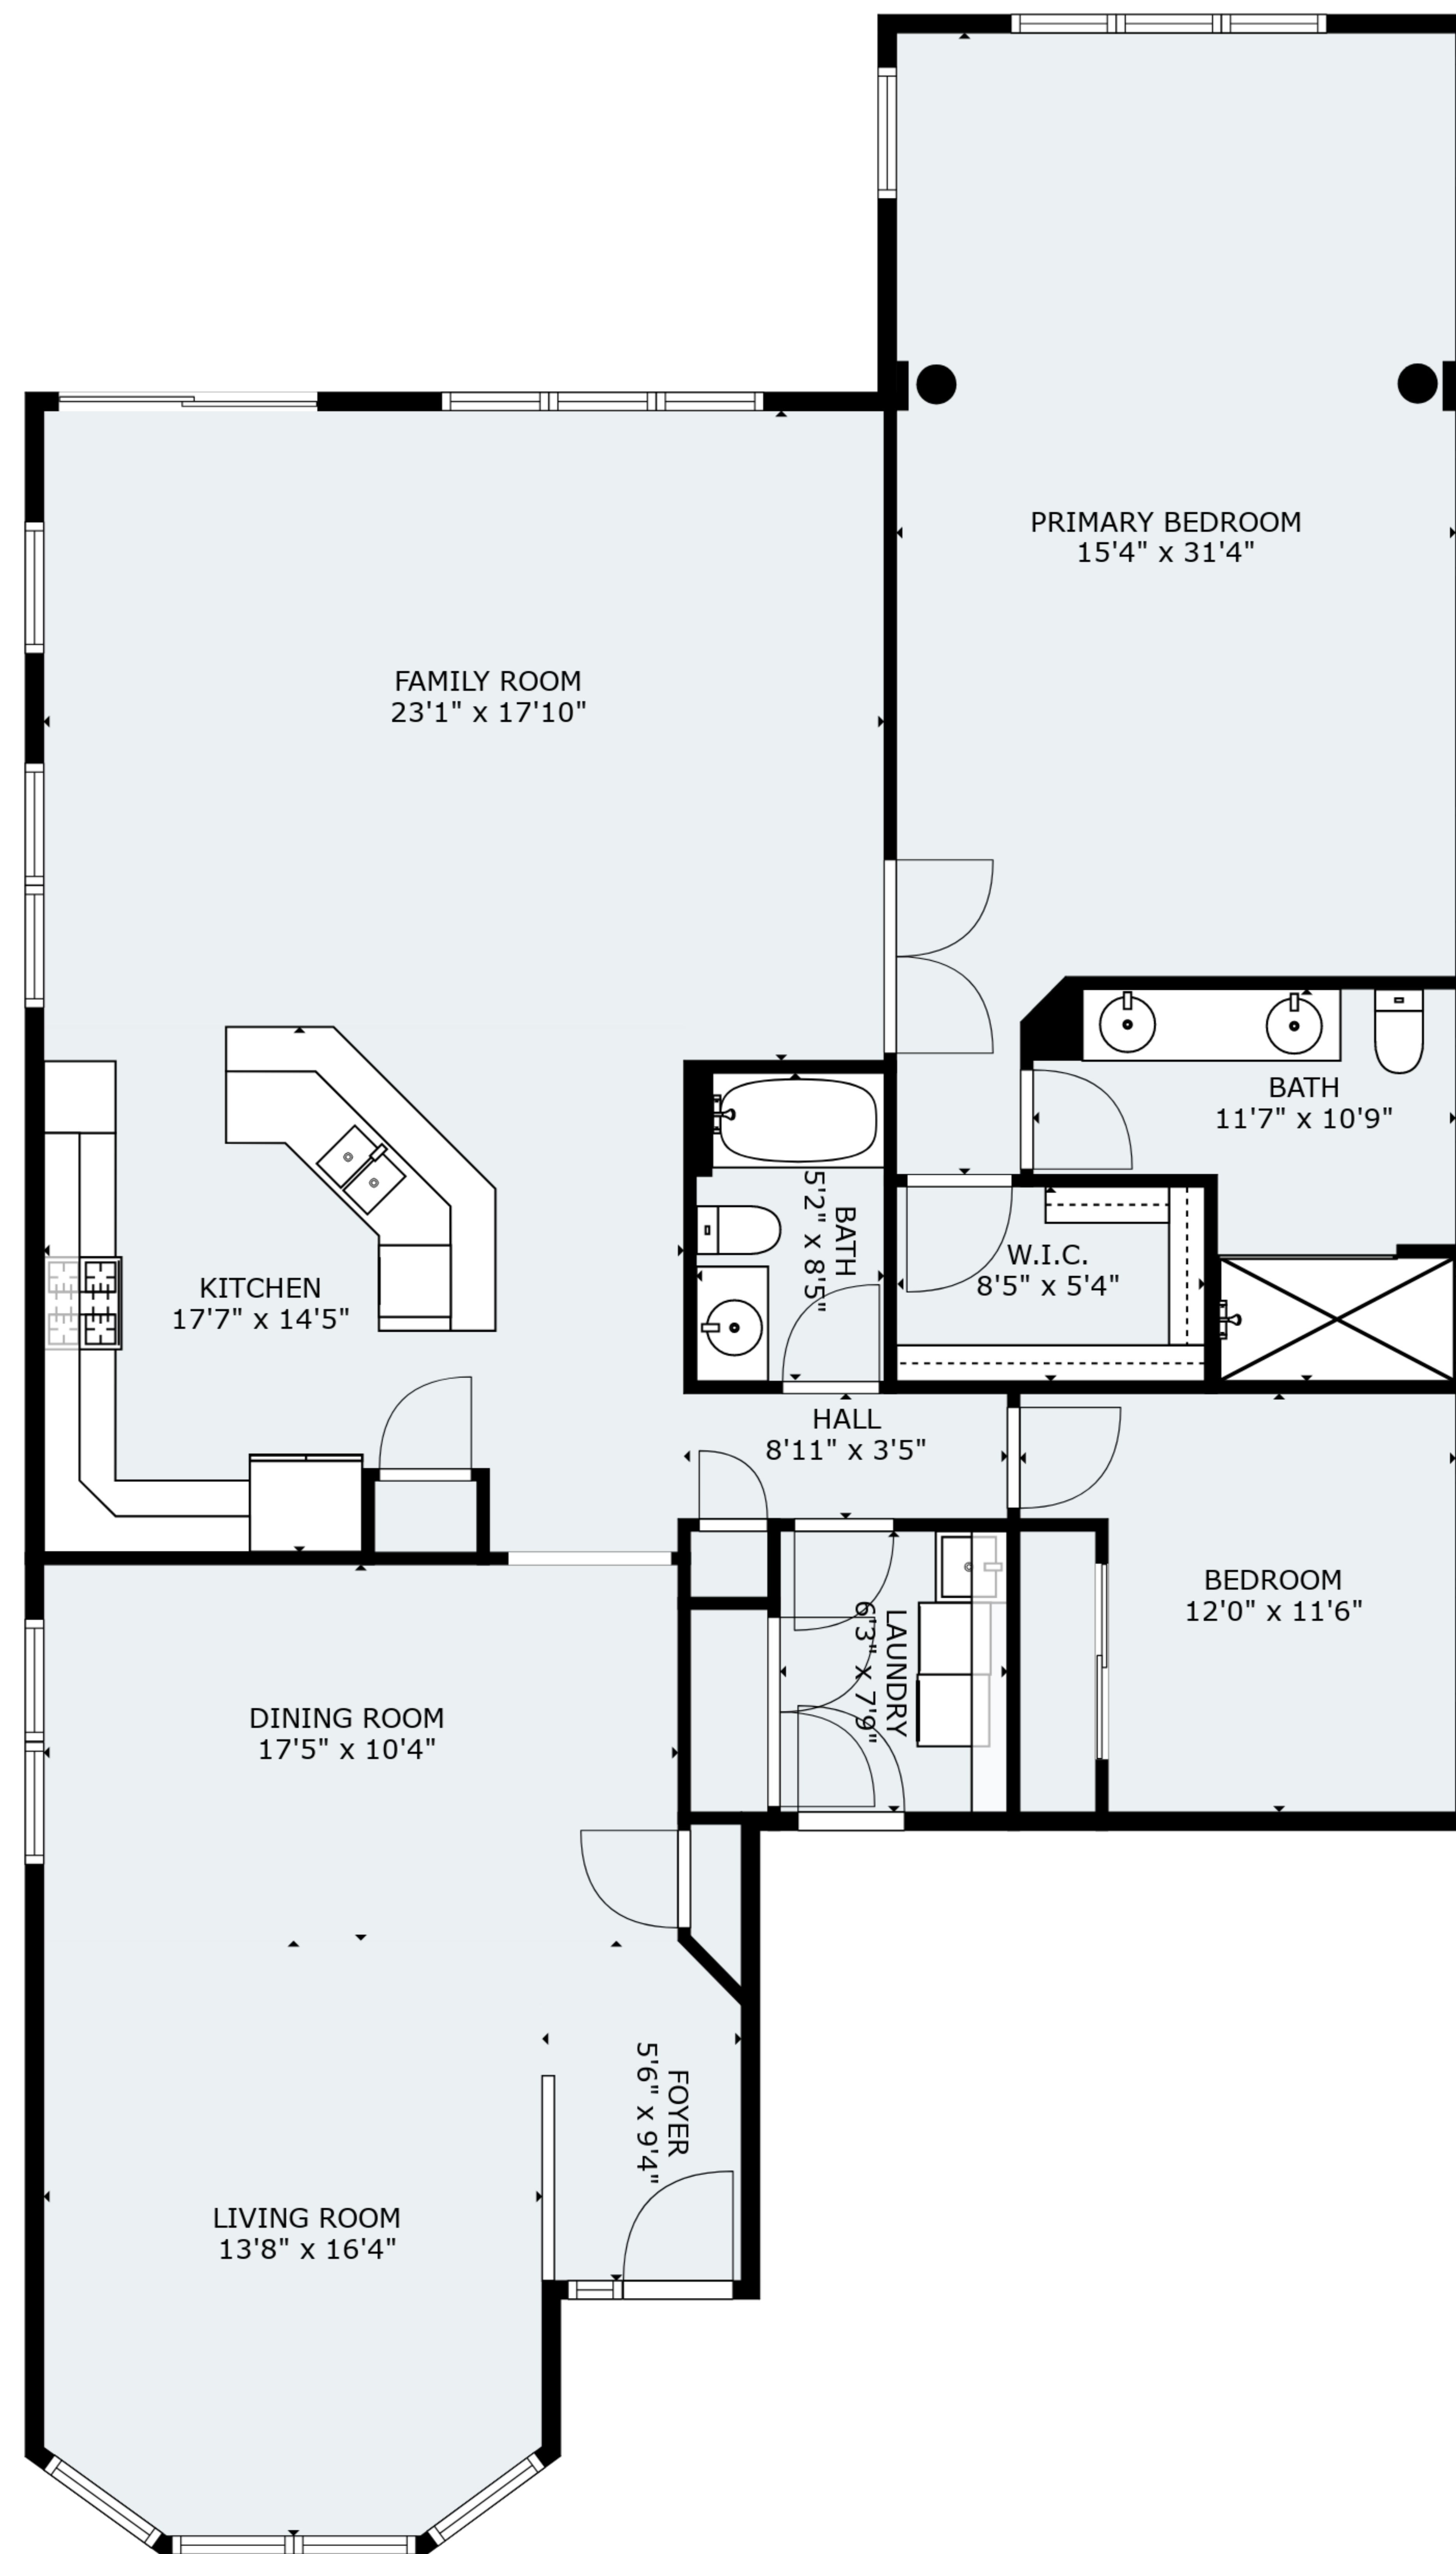 PRIMARY BEDROOM
15'4" x 31'4"
FAMILY ROOM
23'1" x 17'10"
BATH
11'7" x 10'9"
BATH
5'2" x 8'5"
W.I.C.
8'5" x 5'4"
KITCHEN
17'7" x 14'5"
HALL
8'11" x 3'5"
BEDROOM
12'0" x 11'6"
LAUNDRY
6'3" x 7'9"
DINING ROOM
17'5" x 10'4"
FOYER
5'6" x 9'4"
LIVING ROOM
13'8" x 16'4"